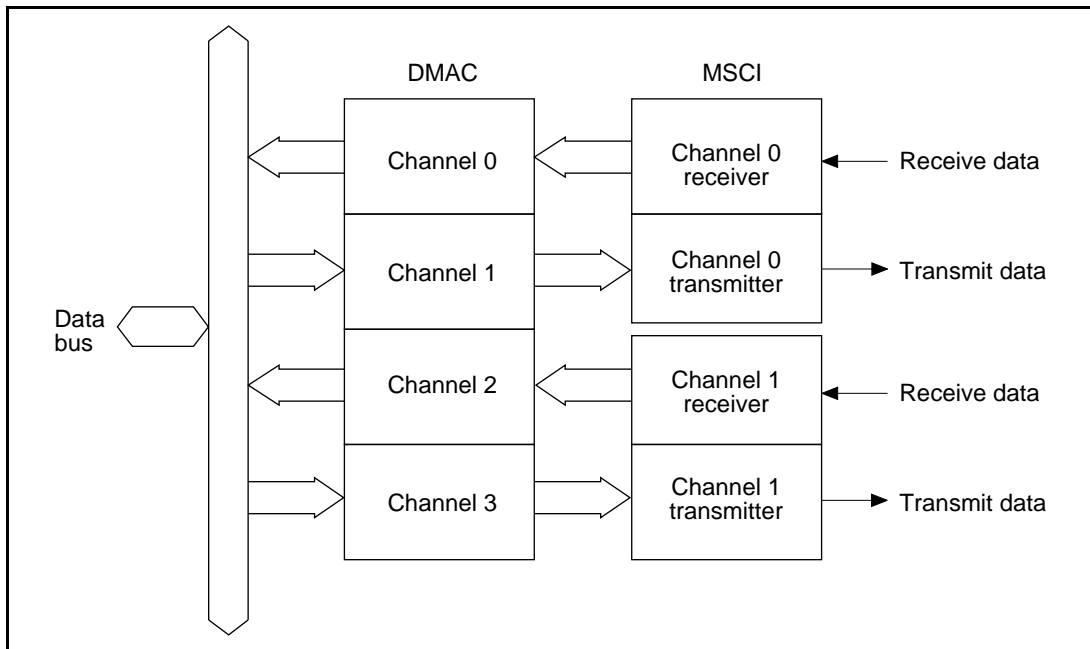 DMAC
MSCI
Channel 0
Channel 0
receiver
Receive data
Channel 1
Channel 0
transmitter
Transmit data
Data
bus
Channel 2
Channel 1
receiver
Receive data
Channel 3
Channel 1
transmitter
Transmit data